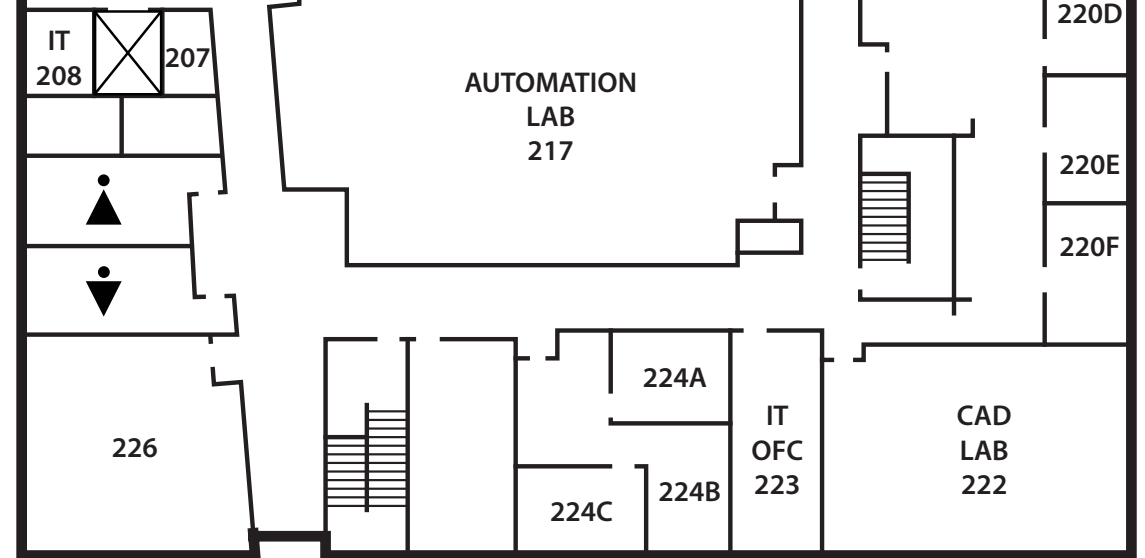 220D
IT
208
207
AUTOMATION
LAB
217
220E
220F
224A
226
IT
OFC
223
CAD
LAB
222
224B
224C